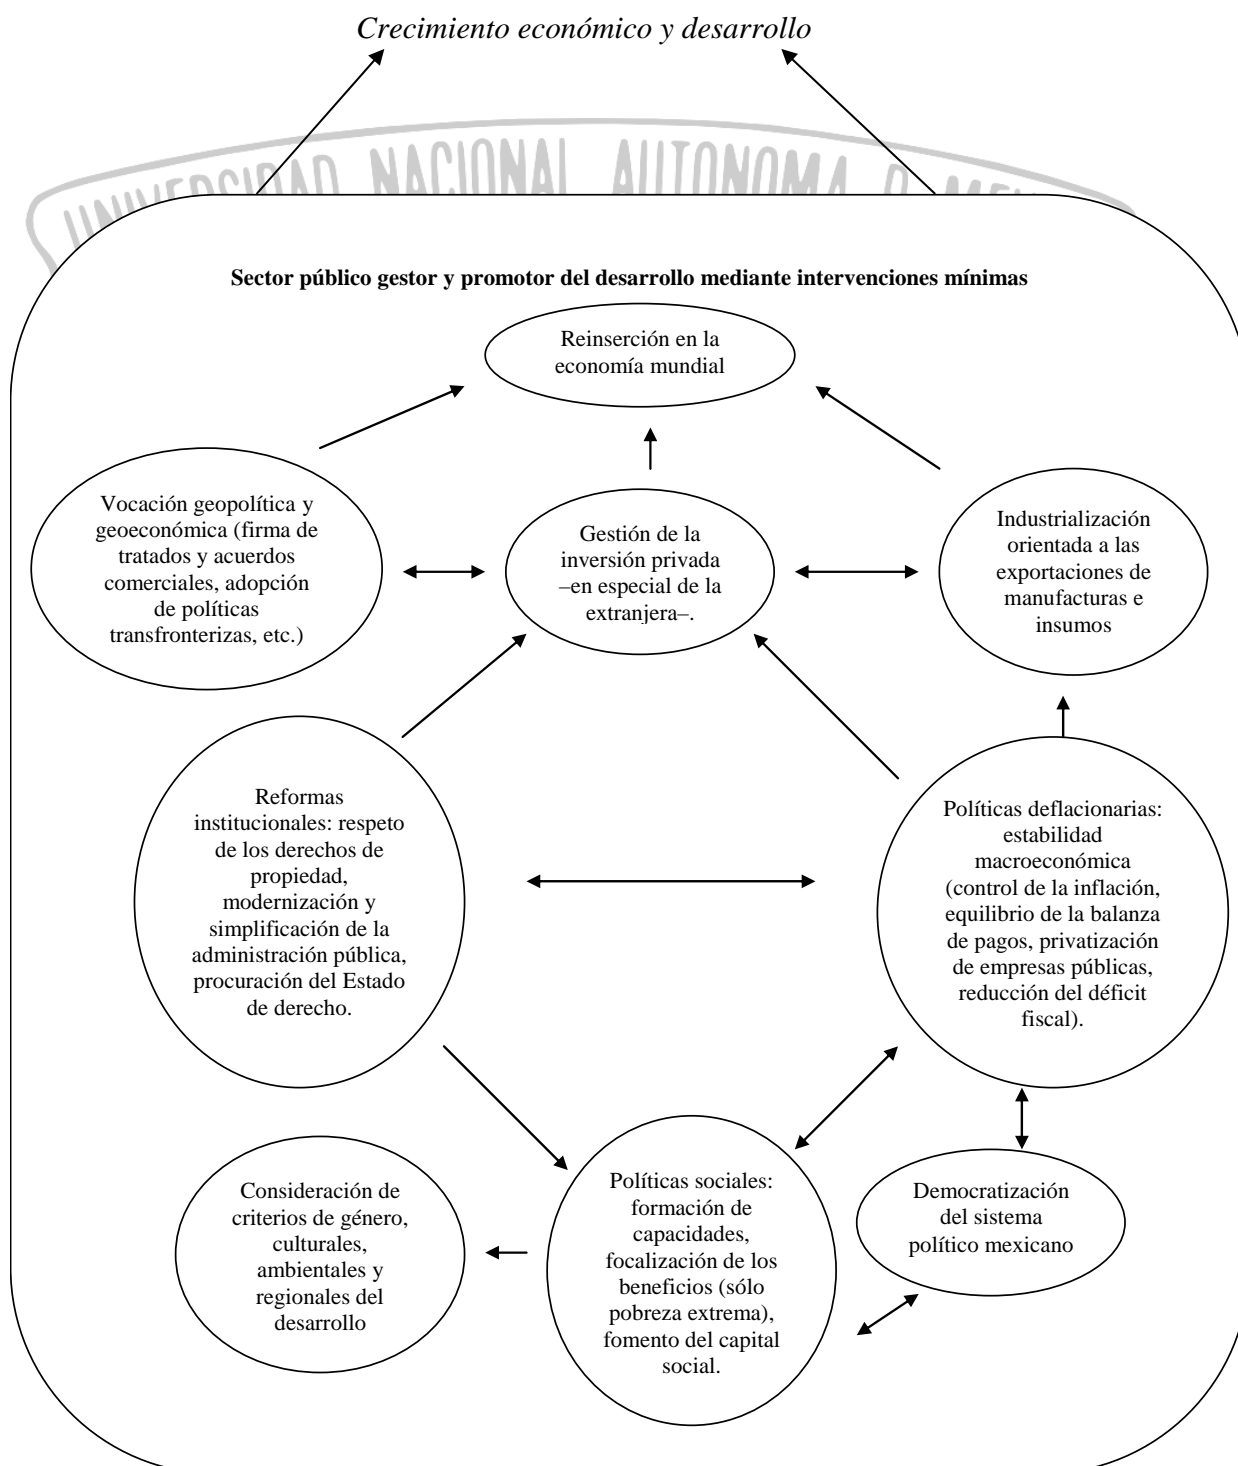 Crecimiento económico y desarrollo
UNIVERSIDAD NACIONAL AUTONOMA D MEX
Sector público gestor y promotor del desarrollo mediante intervenciones mínimas
Reinserción en la
economía mundial
Vocación geopolítica y
geoeconómica (firma de
tratados y acuerdos
comerciales, adopción
de políticas
transfronterizas, etc.)
Gestión de la
inversión privada
–en especial de la
extranjera–.
Industrialización
orientada a las
exportaciones de
manufacturas e
insumos
Reformas
institucionales: respeto
de los derechos de
propiedad,
modernización y
simplificación de la
administración pública,
procuración del Estado
de derecho.
Políticas deflacionarias:
estabilidad
macroeconómica
(control de la inflación,
equilibrio de la balanza
de pagos, privatización
de empresas públicas,
reducción del déficit
fiscal).
Consideración de
criterios de género,
culturales,
ambientales y
regionales del
desarrollo
Políticas sociales:
formación de
capacidades,
focalización de los
beneficios (sólo
pobreza extrema),
fomento del capital
social.
Democratización
del sistema
político mexicano